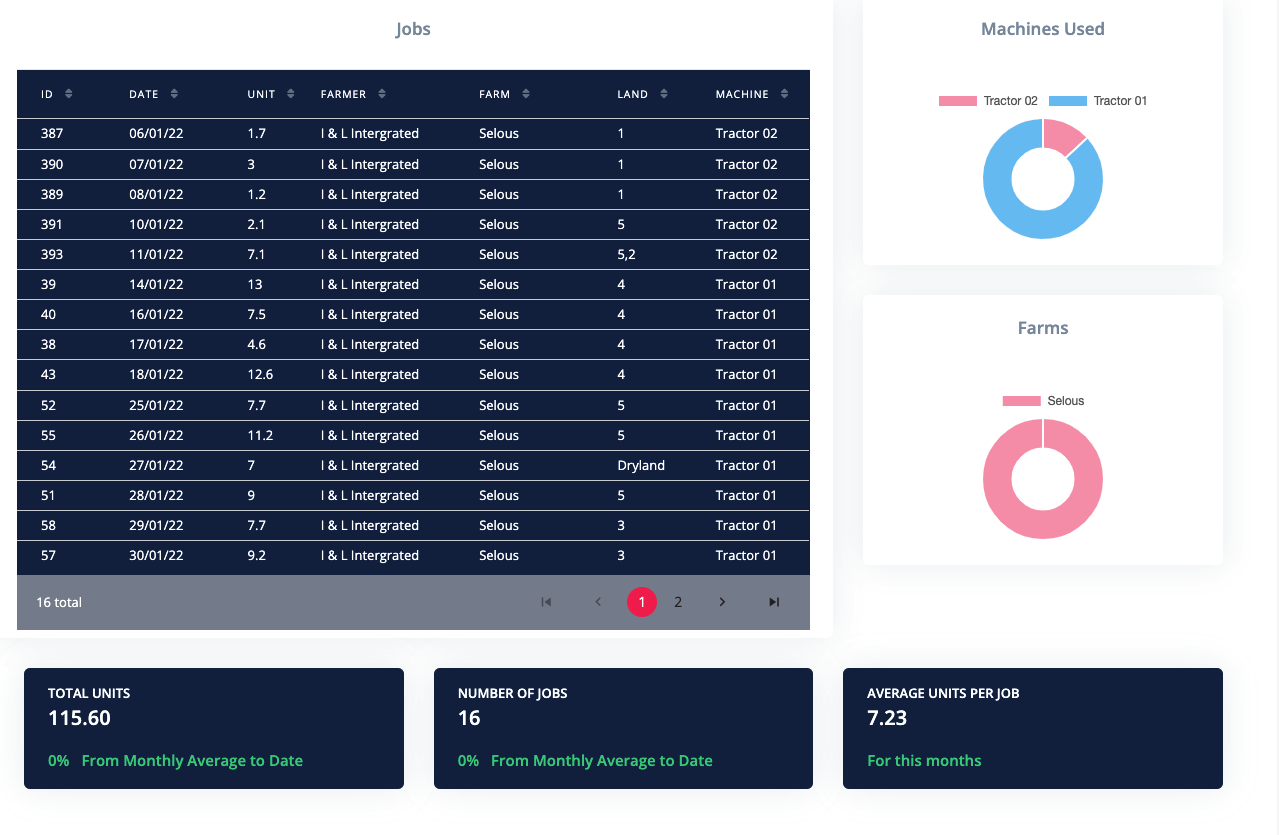 Jobs
ID DATE UNIT FARMER FARM LAND MACHINE
387 06/01/22 1.7 I & L Intergrated Selous 1 Tractor 02
390 07/01/22 3 I & L Intergrated Selous 1 Tractor 02
389 08/01/22 1.2 I & L Intergrated Selous 1 Tractor 02
391 10/01/22 2.1 I & L Intergrated Selous 5 Tractor 02
393 11/01/22 7.1 I & L Intergrated Selous 5,2 Tractor 02
39 14/01/22 13 I & L Intergrated Selous 4 Tractor 01
40 16/01/22 7.5 I & L Intergrated Selous 4 Tractor 01
38 17/01/22 4.6 I & L Intergrated Selous 4 Tractor 01
43 18/01/22 12.6 I & L Intergrated Selous 4 Tractor 01
52 25/01/22 7.7 I & L Intergrated Selous 5 Tractor 01
55 26/01/22 11.2 I & L Intergrated Selous 5 Tractor 01
54 27/01/22 7 I & L Intergrated Selous Dryland Tractor 01
51 28/01/22 9 I & L Intergrated Selous 5 Tractor 01
58 29/01/22 7.7 I & L Intergrated Selous 3 Tractor 01
57 30/01/22 9.2 I & L Intergrated Selous 3 Tractor 01
16 total 1 2
Machines Used
Tractor 02 Tractor 01
Farms
Selous
TOTAL UNITS
115.60
0% From Monthly Average to Date
NUMBER OF JOBS
16
0% From Monthly Average to Date
AVERAGE UNITS PER JOB
7.23
For this months